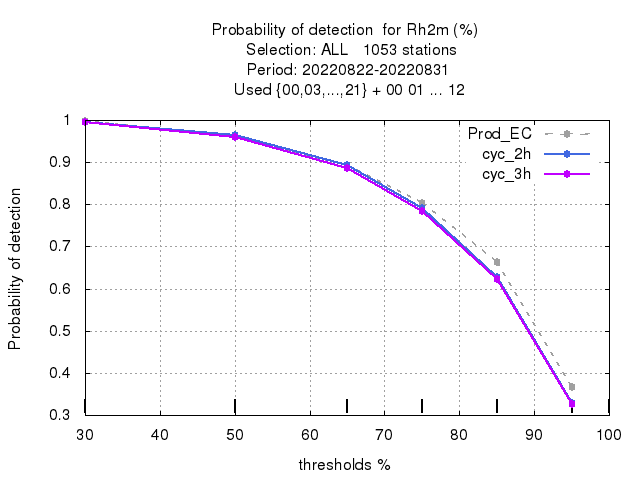 Probability of detection  for Rh2m (%)
Selection: ALL   1053 stations
Period: 20220822-20220831
Used {00,03,...,21} + 00 01 ... 12
Prod_EC
cyc_2h
cyc_3h
Probability of detection
1
0.9
0.8
0.7
0.6
0.5
0.4
0.3
30 40 50 60 70 80 90 100
thresholds %